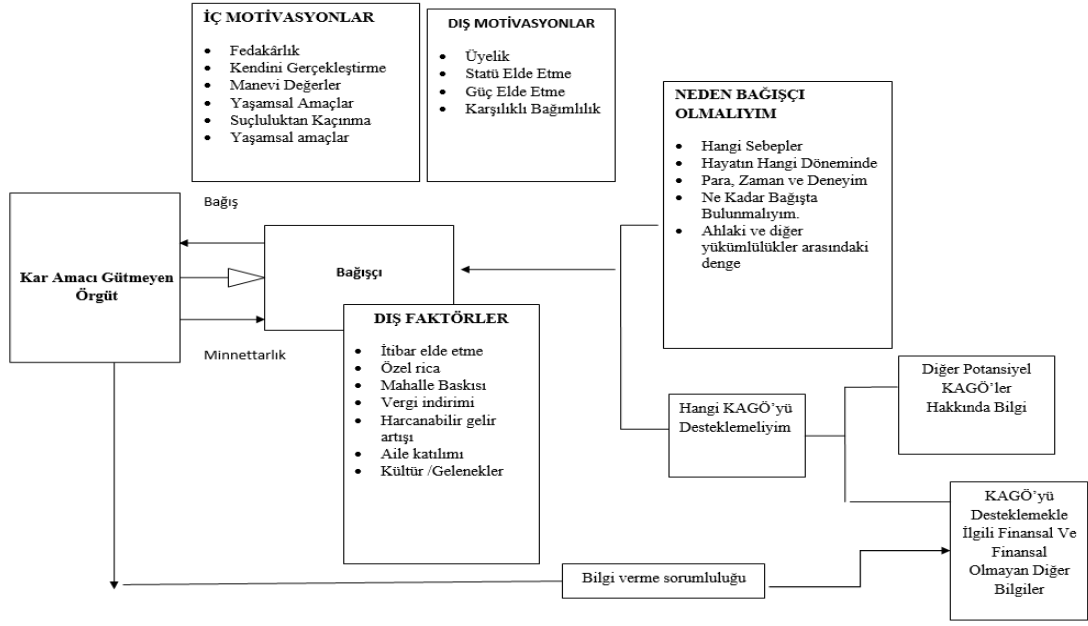 İÇ MOTİVASYONLAR
• Fedakârlık
• Kendini Gerçekleştirme
• Manevi Değerler
• Yaşamsal Amaçlar
• Suçluluktan Kaçınma
• Yaşamsal amaçlar
DIŞ MOTİVASYONLAR
• Üyelik
• Statü Elde Etme
• Güç Elde Etme
• Karşılıklı Bağımlılık
NEDEN BAĞIŞÇI
OLMALIYIM
• Hangi Sebepler
• Hayatın Hangi Döneminde
• Para, Zaman ve Deneyim
• Ne Kadar Bağışta
Bulunmalıyım.
• Ahlaki ve diğer
yükümlülükler arasındaki
denge
Bağış
Kar Amacı Gütmeyen
Örgüt
Bağışçı
Minnettarlık
DIŞ FAKTÖRLER
• İtibar elde etme
• Özel rica
• Mahalle Baskısı
• Vergi indirimi
• Harcanabilir gelir
artışı
• Aile katılımı
• Kültür /Gelenekler
Hangi KAGÖ’yü
Desteklemeliyim
Diğer Potansiyel
KAGÖ’ler
Hakkında Bilgi
KAGÖ’yü
Desteklemekle
İlgili Finansal Ve
Finansal
Olmayan Diğer
Bilgiler
Bilgi verme sorumluluğu